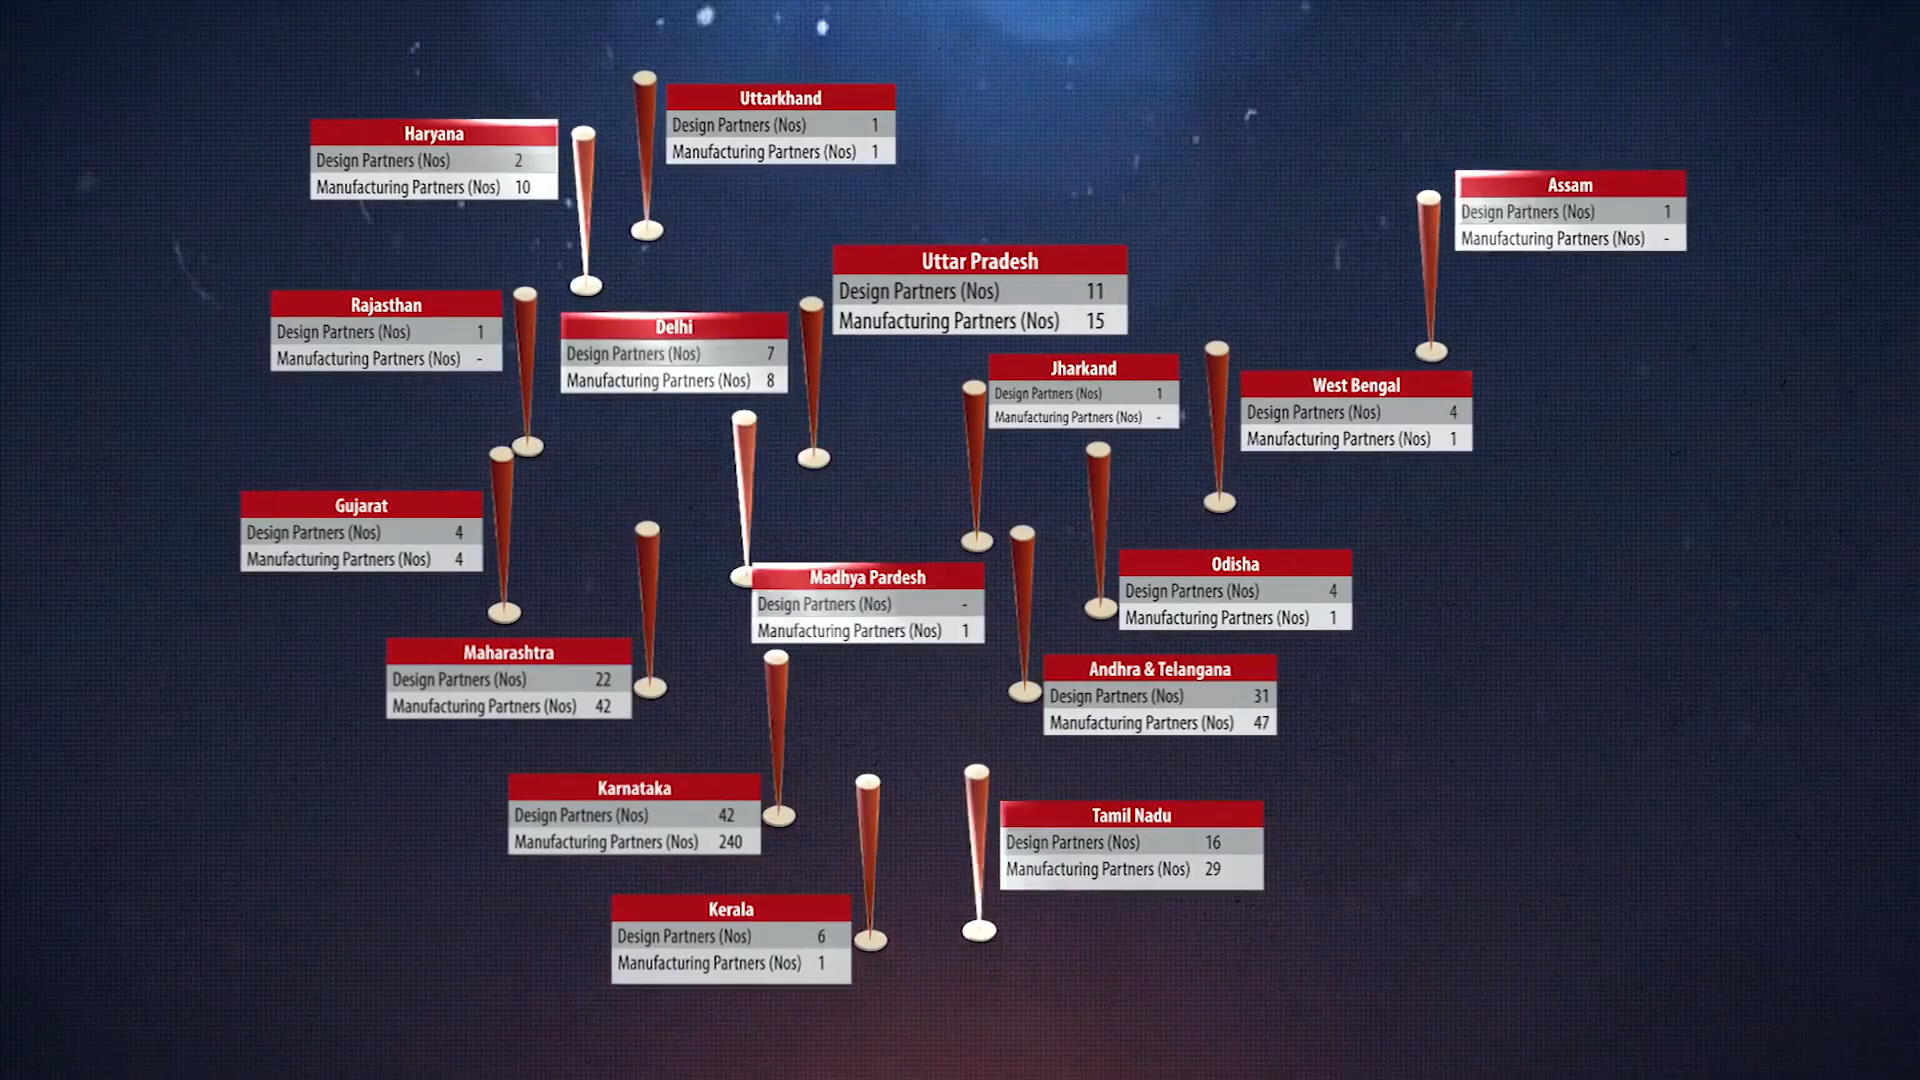 Uttarkhand
Design Partners (Nos) 1
Manufacturing Partners (Nos) 1
Haryana
Design Partners (Nos) 2
Manufacturing Partners (Nos) 10
Assam
Design Partners (Nos) 1
Manufacturing Partners (Nos) -
Uttar Pradesh
Design Partners (Nos) 11
Manufacturing Partners (Nos) 15
Rajasthan
Design Partners (Nos) 1
Manufacturing Partners (Nos) -
Delhi
Design Partners (Nos) 7
Manufacturing Partners (Nos) 8
Jharkand
Design Partners (Nos) 1
Manufacturing Partners (Nos) -
West Bengal
Design Partners (Nos) 4
Manufacturing Partners (Nos) 1
Gujarat
Design Partners (Nos) 4
Manufacturing Partners (Nos) 4
Odisha
Design Partners (Nos) 4
Manufacturing Partners (Nos) 1
Madhya Pardesh
Design Partners (Nos) -
Manufacturing Partners (Nos) 1
Maharashtra
Design Partners (Nos) 22
Manufacturing Partners (Nos) 42
Andhra & Telangana
Design Partners (Nos) 31
Manufacturing Partners (Nos) 47
Karnataka
Design Partners (Nos) 42
Manufacturing Partners (Nos) 240
Tamil Nadu
Design Partners (Nos) 16
Manufacturing Partners (Nos) 29
Kerala
Design Partners (Nos) 6
Manufacturing Partners (Nos) 1